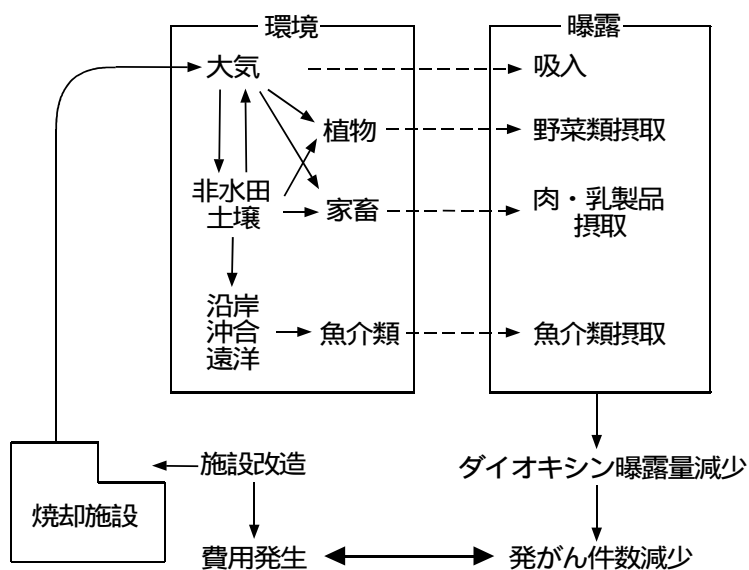 環境
曝露
大気
吸入
植物
野菜類摂取
非水田
土壌
家畜
肉・乳製品
摂取
沿岸
沖合
遠洋
魚介類
魚介類摂取
施設改造
ダイオキシン曝露量減少
焼却施設
費用発生
発がん件数減少